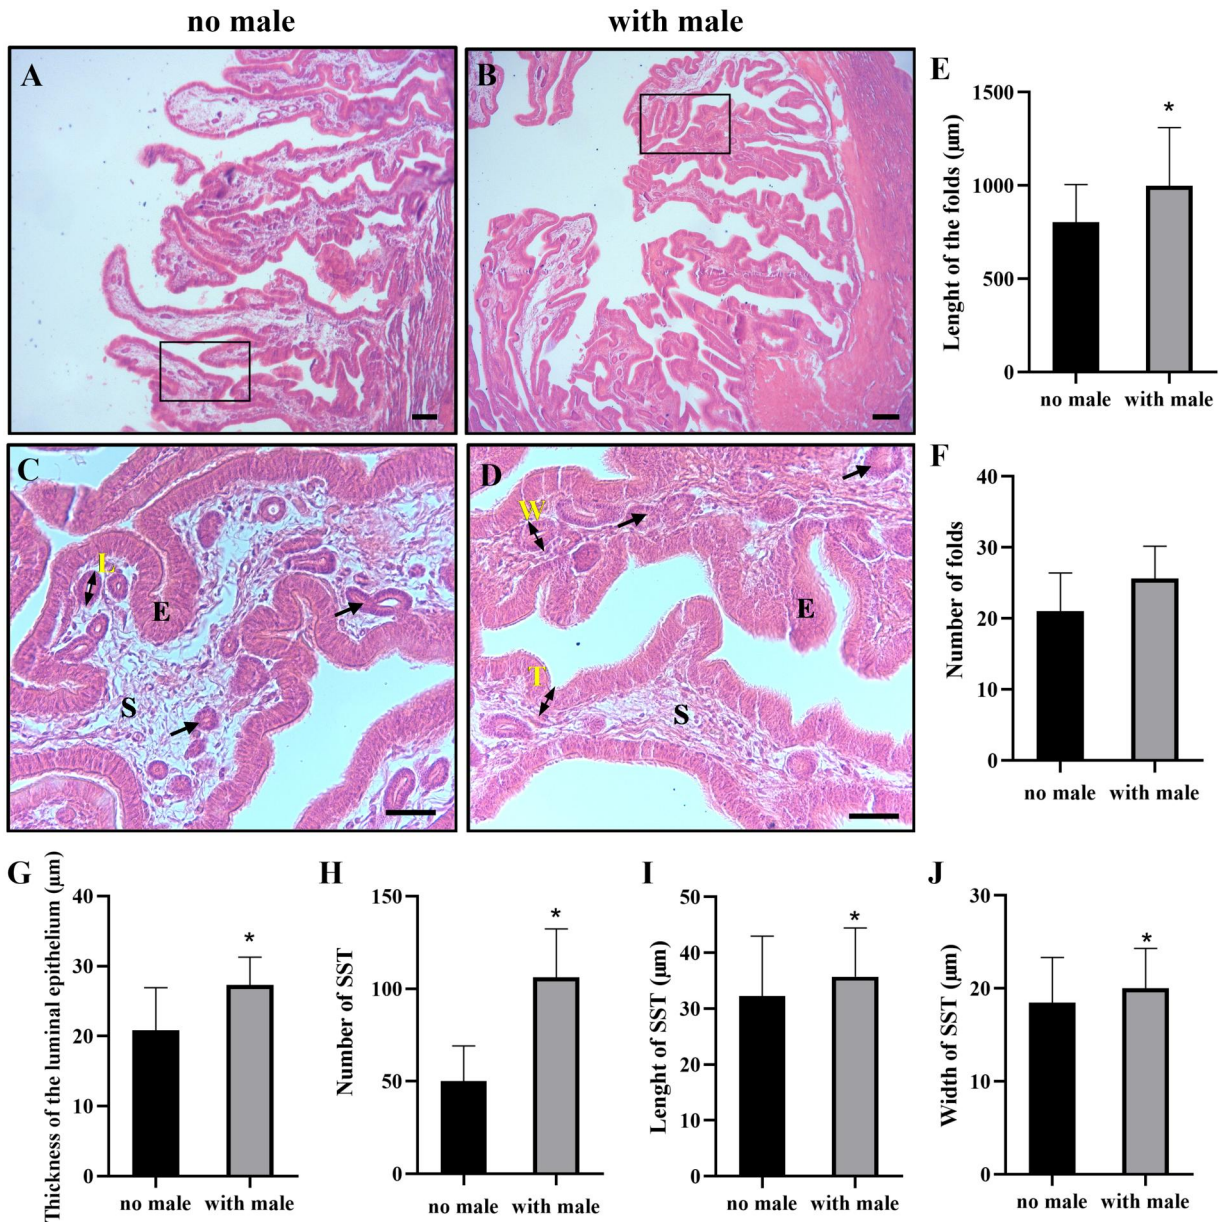 no male
with male
A
B
C
L
E
S
D
W
E
T
S
E
Lenght of the folds (µm)
1500
1000
500
0
*
no male
with male
F
Number of folds
40
30
20
10
0
no male
with male
G
Thickness of the luminal epithelium (µm)
40
30
20
10
0
*
no male
with male
H
Number of SST
150
100
50
0
*
no male
with male
I
Lenght of SST (µm)
50
40
30
20
10
0
*
no male
with male
J
Width of SST (µm)
30
20
10
0
*
no male
with male